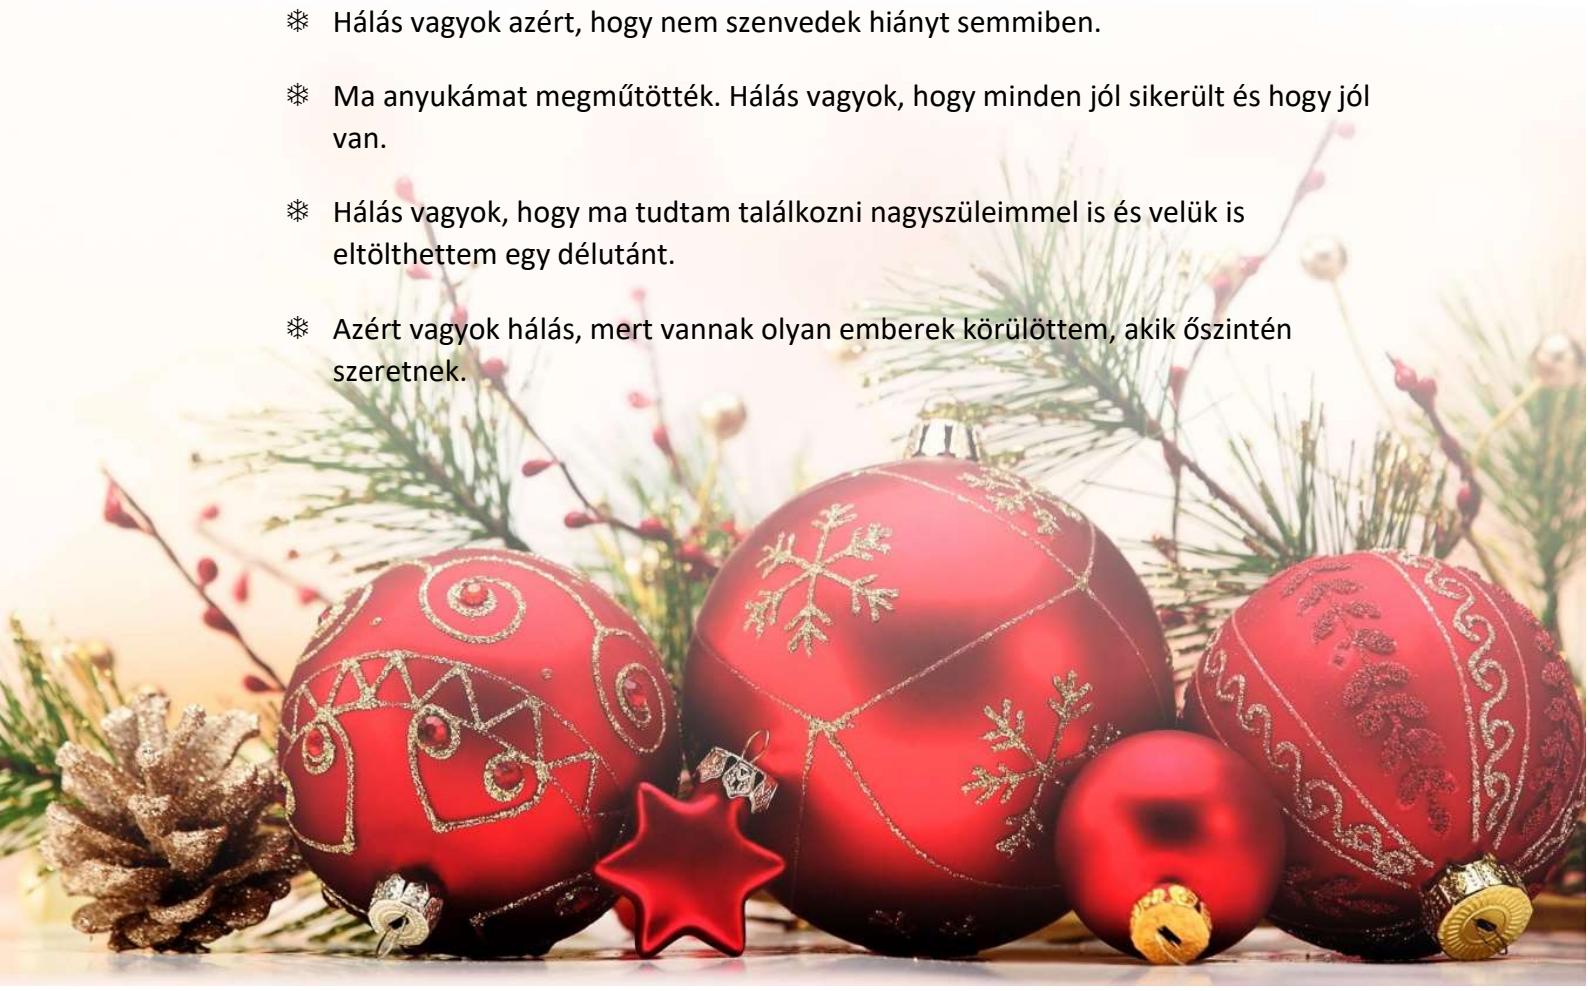 ❄ Hálás vagyok azért, hogy nem szenvedek hiányt semmiben.
❄ Ma anyukámat megműtötték. Hálás vagyok, hogy minden jól sikerült és hogy jól
van.
❄ Hálás vagyok, hogy ma tudtam találkozni nagyszüleimmel is és velük is
eltölthettem egy délutánt.
❄ Azért vagyok hálás, mert vannak olyan emberek körülöttem, akik őszintén
szeretnek.